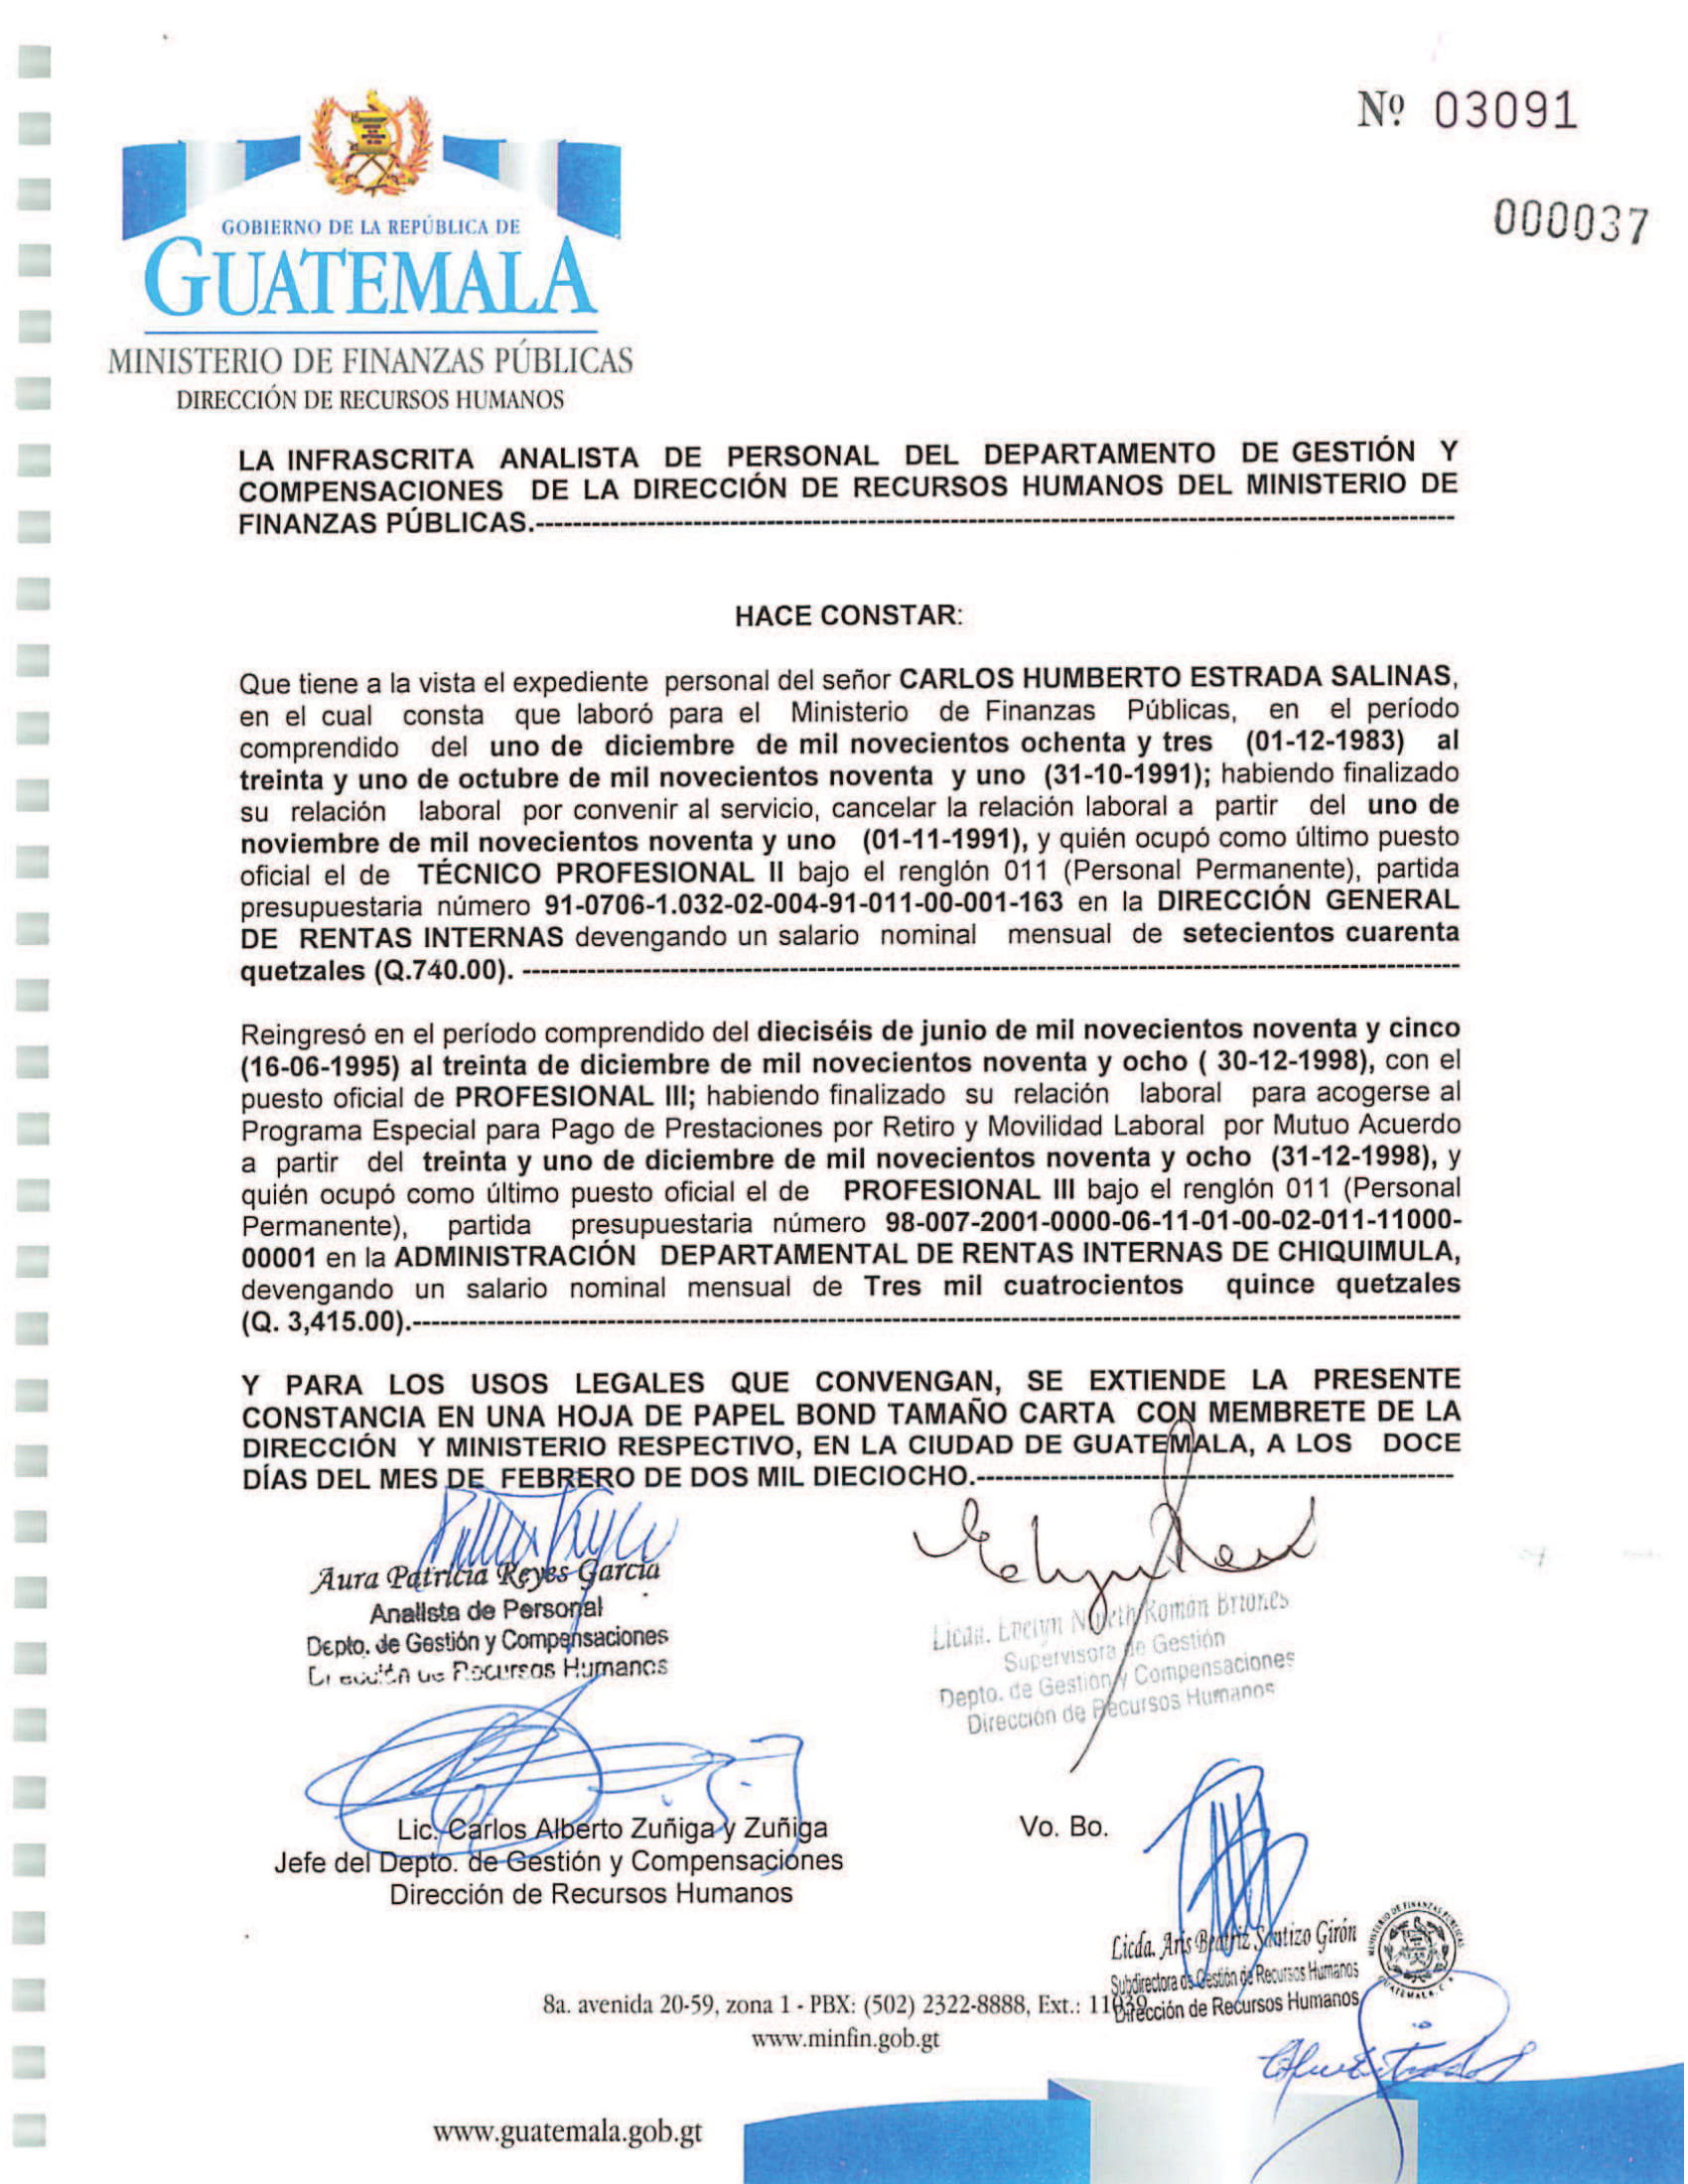 Nº 03091
000037
GOBIERNO DE LA REPÚBLICA DE
GUATEMALA
MINISTERIO DE FINANZAS PÚBLICAS
DIRECCIÓN DE RECURSOS HUMANOS
LA INFRASCRITA ANALISTA DE PERSONAL DEL DEPARTAMENTO DE GESTIÓN Y
COMPENSACIONES DE LA DIRECCIÓN DE RECURSOS HUMANOS DEL MINISTERIO DE
FINANZAS PÚBLICAS.-----------------------------------------------------------------------------------------------
HACE CONSTAR:
Que tiene a la vista el expediente personal del señor CARLOS HUMBERTO ESTRADA SALINAS,
en el cual consta que laboró para el Ministerio de Finanzas Públicas, en el período
comprendido del uno de diciembre de mil novecientos ochenta y tres (01-12-1983) al
treinta y uno de octubre de mil novecientos noventa y uno (31-10-1991); habiendo finalizado
su relación laboral por convenir al servicio, cancelar la relación laboral a partir del uno de
noviembre de mil novecientos noventa y uno (01-11-1991), y quién ocupó como último puesto
oficial el de TÉCNICO PROFESIONAL II bajo el renglón 011 (Personal Permanente), partida
presupuestaria número 91-0706-1.032-02-004-91-011-00-001-163 en la DIRECCIÓN GENERAL
DE RENTAS INTERNAS devengando un salario nominal mensual de setecientos cuarenta
quetzales (Q.740.00). -------------------------------------------------------------------------------------------------
Reingresó en el período comprendido del dieciséis de junio de mil novecientos noventa y cinco
(16-06-1995) al treinta de diciembre de mil novecientos noventa y ocho ( 30-12-1998), con el
puesto oficial de PROFESIONAL III; habiendo finalizado su relación laboral para acogerse al
Programa Especial para Pago de Prestaciones por Retiro y Movilidad Laboral por Mutuo Acuerdo
a partir del treinta y uno de diciembre de mil novecientos noventa y ocho (31-12-1998), y
quién ocupó como último puesto oficial el de PROFESIONAL III bajo el renglón 011 (Personal
Permanente), partida presupuestaria número 98-007-2001-0000-06-11-01-00-02-011-11000-
00001 en la ADMINISTRACIÓN DEPARTAMENTAL DE RENTAS INTERNAS DE CHIQUIMULA,
devengando un salario nominal mensual de Tres mil cuatrocientos quince quetzales
(Q. 3,415.00).------------------------------------------------------------------------------------------------------------
Y PARA LOS USOS LEGALES QUE CONVENGAN, SE EXTIENDE LA PRESENTE
CONSTANCIA EN UNA HOJA DE PAPEL BOND TAMAÑO CARTA CON MEMBRETE DE LA
DIRECCIÓN Y MINISTERIO RESPECTIVO, EN LA CIUDAD DE GUATEMALA, A LOS DOCE
DÍAS DEL MES DE FEBRERO DE DOS MIL DIECIOCHO.--------------------------------------------------
Aura Patricia Reyes García
Analista de Personal
Depto. de Gestión y Compensaciones
Dirección de Recursos Humanos
Licda. Evelyn Román Briones
Supervisora de Gestión
Depto. de Gestión y Compensaciones
Dirección de Recursos Humanos
Lic. Carlos Alberto Zuñiga y Zuñiga
Jefe del Depto. de Gestión y Compensaciones
Dirección de Recursos Humanos
Vo. Bo.
Licda. Aris Beatriz Santizo Girón
Subdirectora de Gestión de Recursos Humanos
Dirección de Recursos Humanos
MINISTERIO DE FINANZAS PÚBLICAS
GUATEMALA, C. A.
8a. avenida 20-59, zona 1 - PBX: (502) 2322-8888, Ext.: 11039
www.minfin.gob.gt
www.guatemala.gob.gt